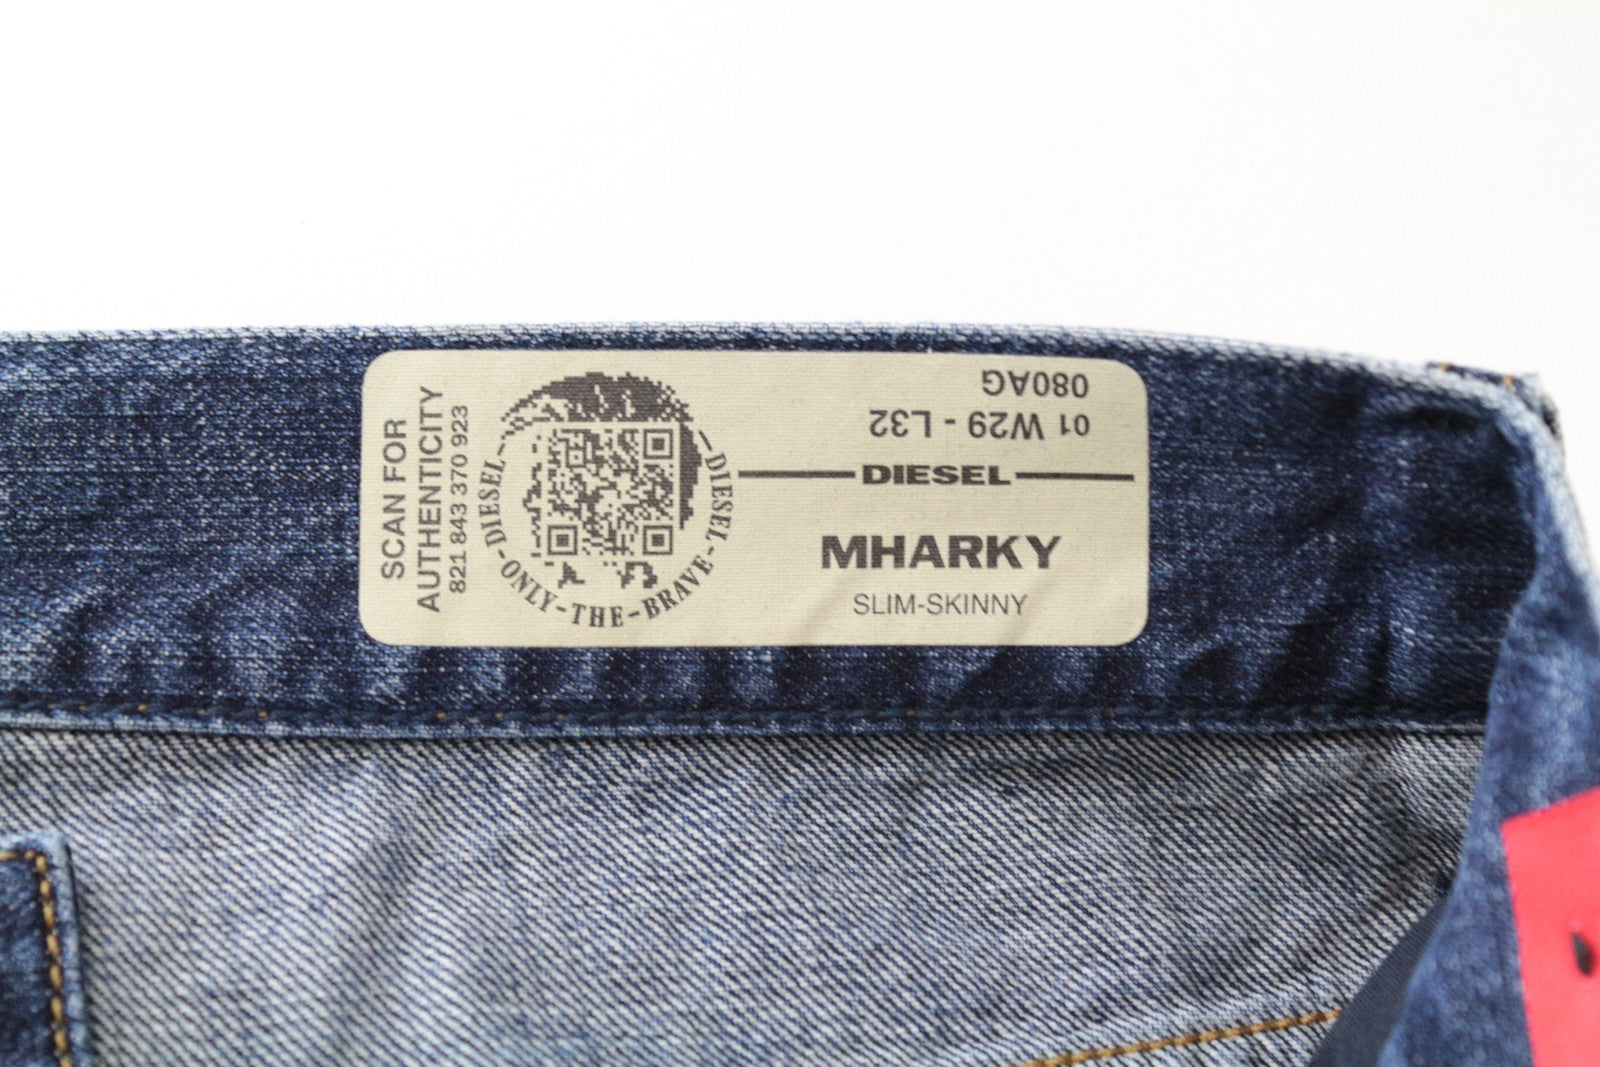 SCAN FOR
AUTHENTICITY
821 843 370 923
DIESEL-ONLY-THE-BRAVE-DIESEL
01 W29 - L32
080AG
DIESEL
MHARKY
SLIM-SKINNY